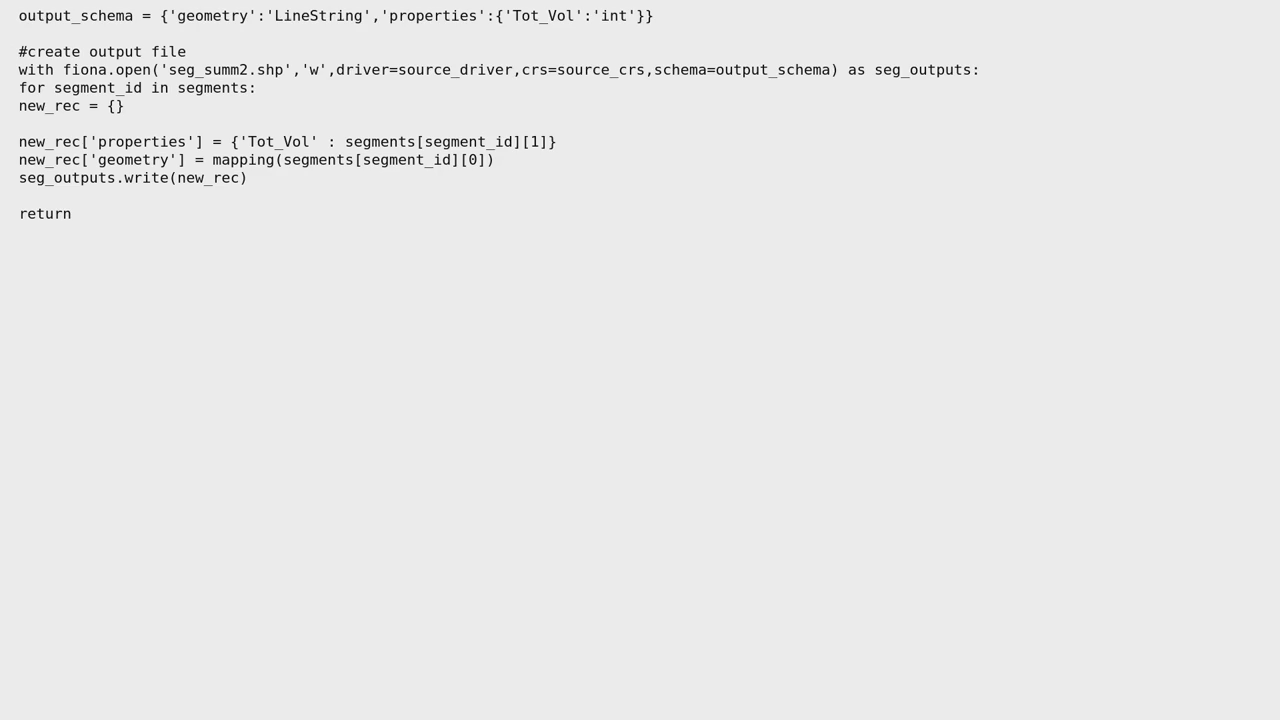 output_schema = {'geometry':'LineString','properties':{'Tot_Vol':'int'}}
#create output file
with fiona.open('seg_summ2.shp','w',driver=source_driver,crs=source_crs,schema=output_schema) as seg_outputs:
for segment_id in segments:
new_rec = {}
new_rec['properties'] = {'Tot_Vol' : segments[segment_id][1]}
new_rec['geometry'] = mapping(segments[segment_id][0])
seg_outputs.write(new_rec)
return